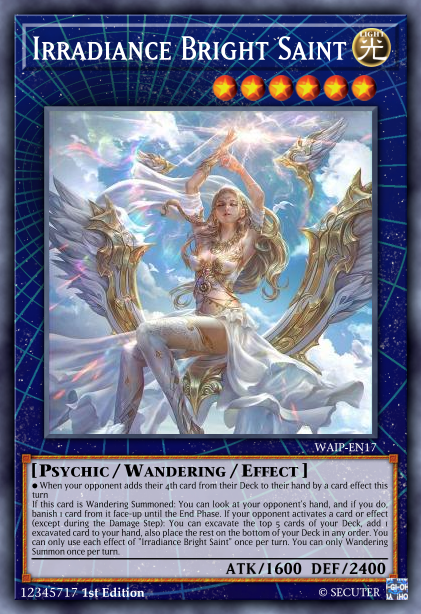 IRRADIANCE BRIGHT SAINT
LIGHT
光
WAIP-EN17
[PSYCHIC / WANDERING / EFFECT]
● When your opponent adds their 4th card from their Deck to their hand by a card effect this
turn
If this card is Wandering Summoned: You can look at your opponent's hand, and if you do,
banish 1 card from it face-up until the End Phase. If your opponent activates a card or effect
(except during the Damage Step): You can excavate the top 5 cards of your Deck, add 1
excavated card to your hand, also place the rest on the bottom of your Deck in any order. You
can only use each effect of "Irradiance Bright Saint" once per turn. You can only Wandering
Summon once per turn.
ATK/1600 DEF/2400
12345717 1st Edition
© SECUTER